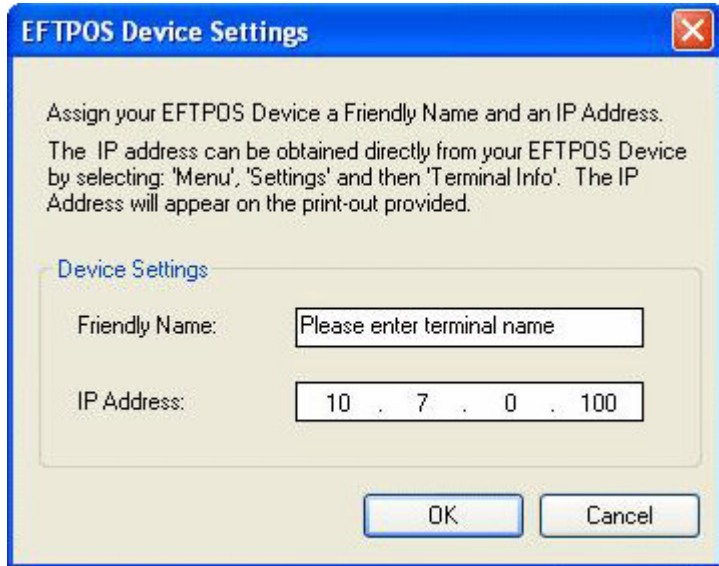 EFTPOS Device Settings
Assign your EFTPOS Device a Friendly Name and an IP Address.
The IP address can be obtained directly from your EFTPOS Device
by selecting: 'Menu', 'Settings' and then 'Terminal Info'. The IP
Address will appear on the print-out provided.
Device Settings
Friendly Name: Please enter terminal name
IP Address: 10 . 7 . 0 . 100
OK Cancel